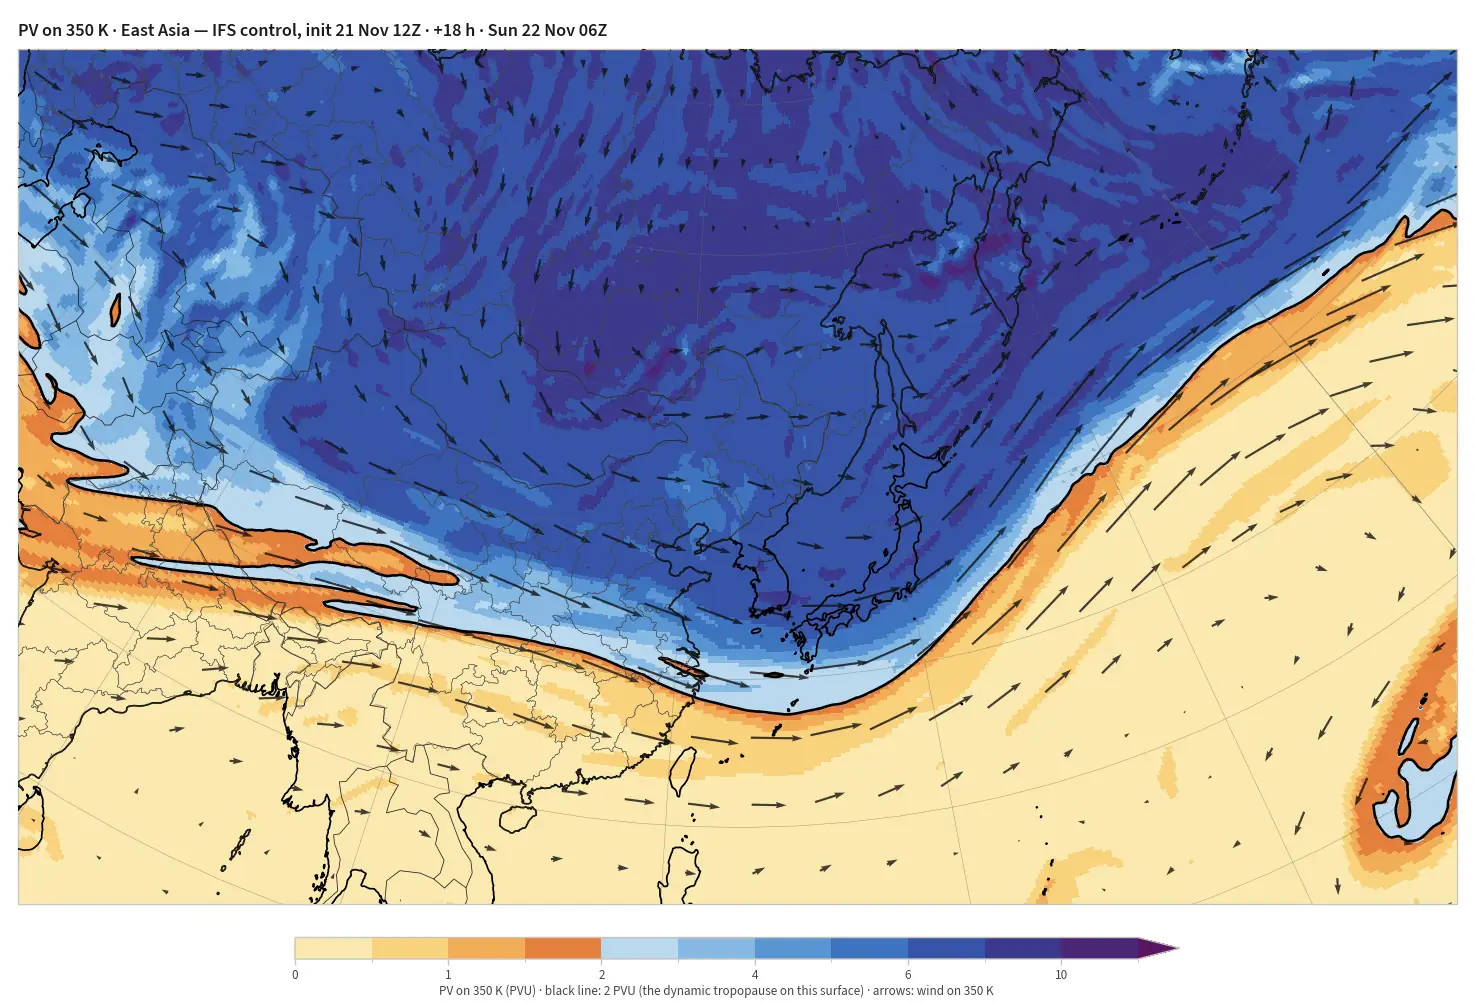 PV on 350 K · East Asia — IFS control, init 21 Nov 12Z · +18 h · Sun 22 Nov 06Z
0 1 2 4 6 10
PV on 350 K (PVU) · black line: 2 PVU (the dynamic tropopause on this surface) · arrows: wind on 350 K